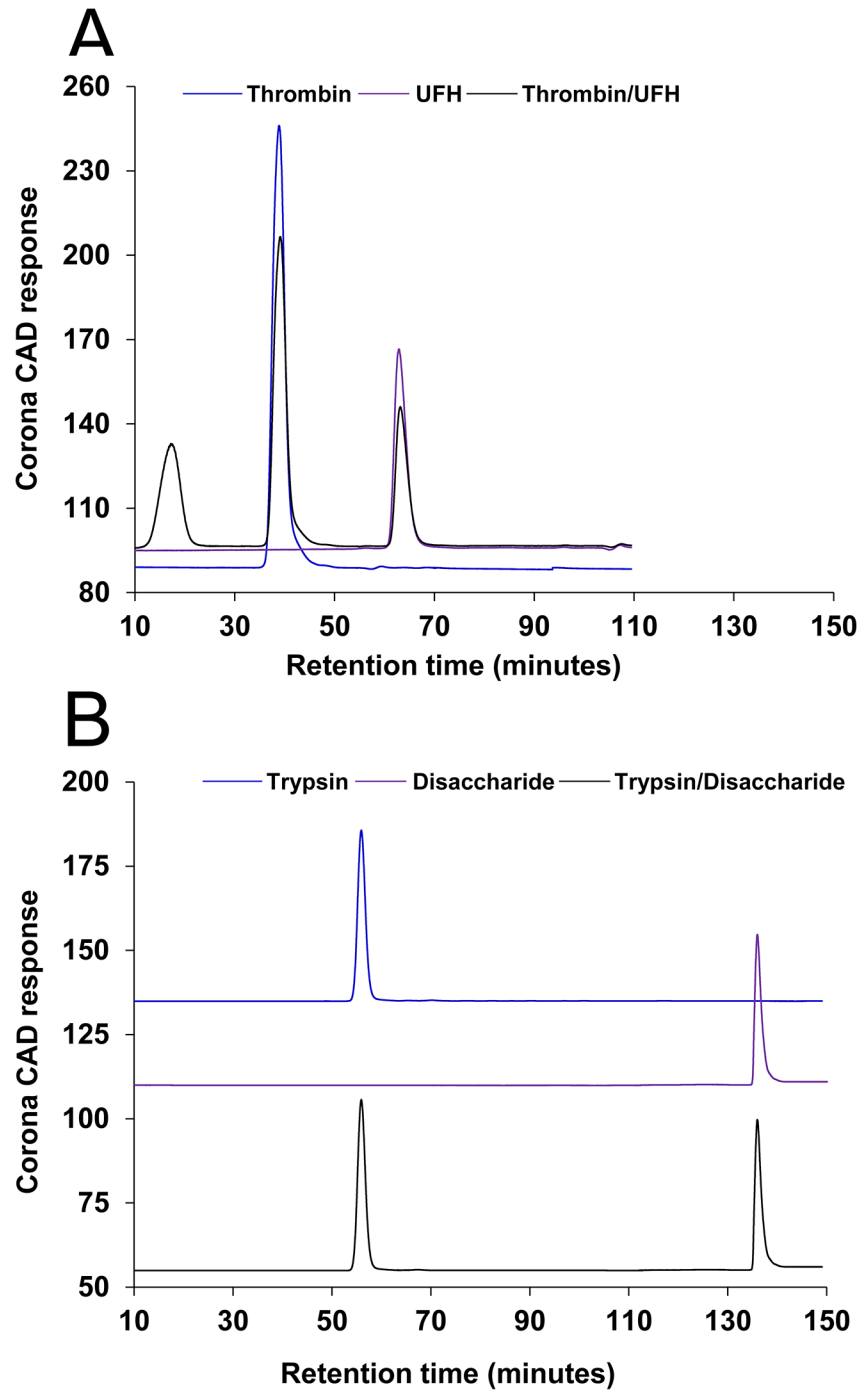 A
Thrombin UFH Thrombin/UFH
260
230
200
170
140
110
80
Corona CAD response
10 30 50 70 90 110 130 150
Retention time (minutes)
B
Trypsin Disaccharide Trypsin/Disaccharide
200
175
150
125
100
75
50
Corona CAD response
10 30 50 70 90 110 130 150
Retention time (minutes)